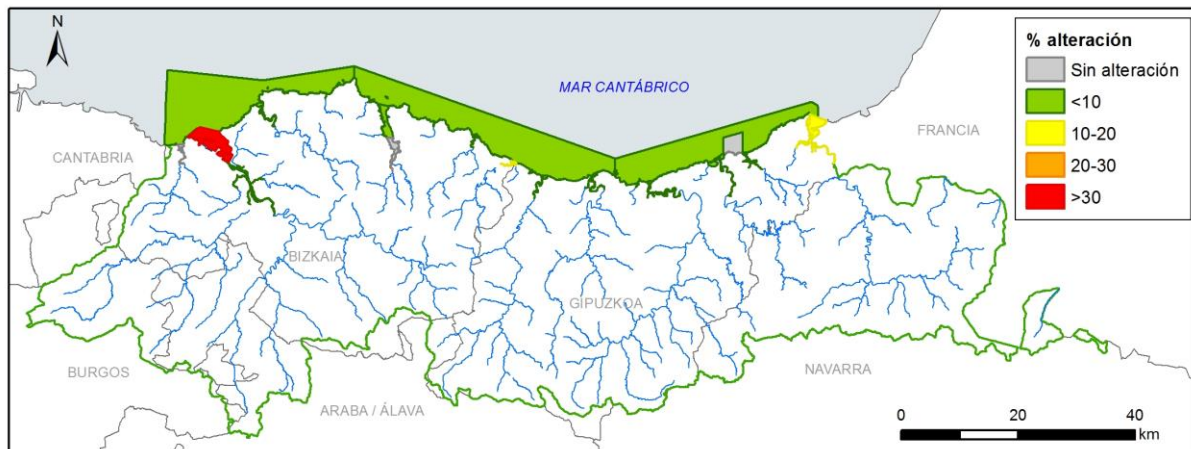 N
MAR CANTÁBRICO
% alteración
Sin alteración
<10
10-20
20-30
>30
FRANCIA
CANTABRIA
BIZKAIA
GIPUZKOA
NAVARRA
BURGOS
ARABA / ÁLAVA
0 20 40
km